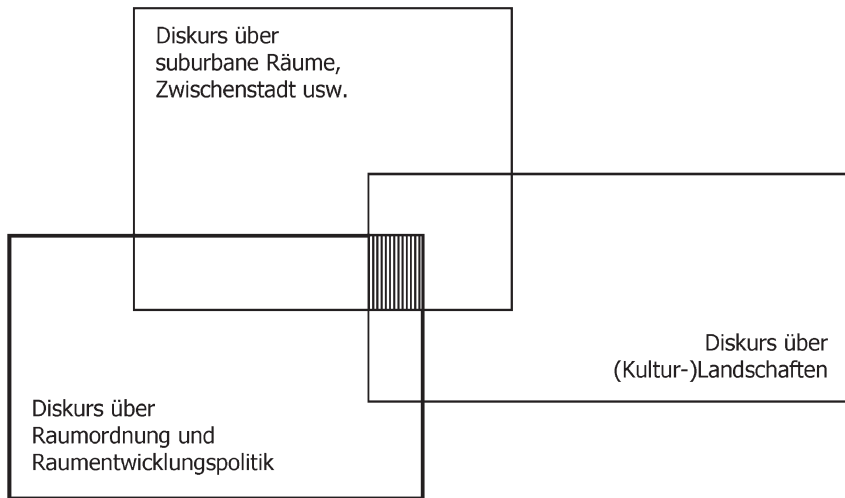 Diskurs über
suburbane Räume,
Zwischenstadt usw.
Diskurs über
(Kultur-)Landschaften
Diskurs über
Raumordnung und
Raumentwicklungspolitik